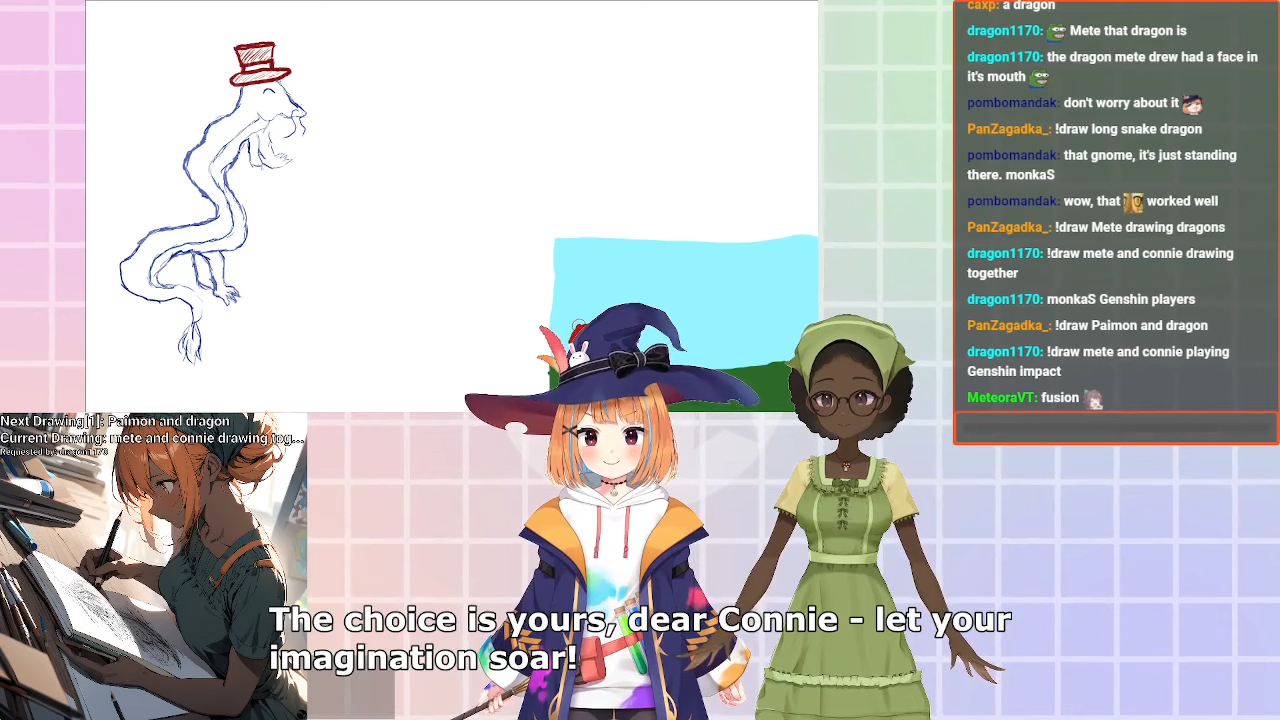 caxp: a dragon
dragon1170: Mete that dragon is
dragon1170: the dragon mete drew had a face in
it's mouth
pombomandak: don't worry about it
PanZagadka_: !draw long snake dragon
pombomandak: that gnome, it's just standing
there. monkaS
pombomandak: wow, that worked well
PanZagadka_: !draw Mete drawing dragons
dragon1170: !draw mete and connie drawing
together
dragon1170: monkaS Genshin players
PanZagadka_: !draw Paimon and dragon
dragon1170: !draw mete and connie playing
Genshin impact
MeteoraVT: fusion
Next Drawing[1]: Paimon and dragon
Current Drawing: mete and connie drawing tog...
Requested by: dragon1170
The choice is yours, dear Connie - let your
imagination soar!